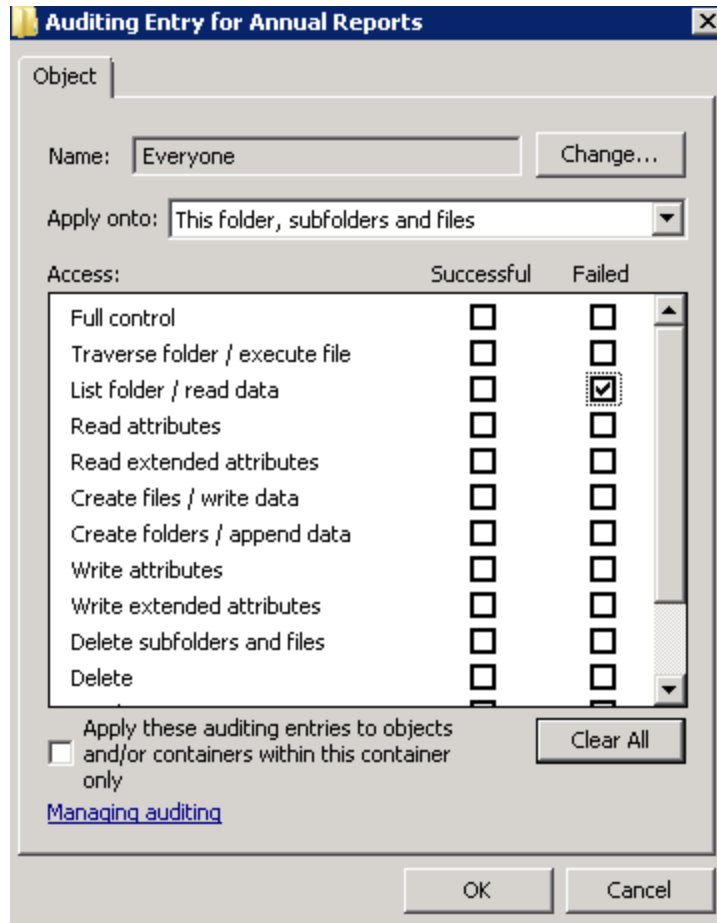 Auditing Entry for Annual Reports
Object
Name: Everyone Change...
Apply onto: This folder, subfolders and files
Access: Successful Failed
Full control
Traverse folder / execute file
List folder / read data
Read attributes
Read extended attributes
Create files / write data
Create folders / append data
Write attributes
Write extended attributes
Delete subfolders and files
Delete
Apply these auditing entries to objects
and/or containers within this container
only
Clear All
Managing auditing
OK Cancel